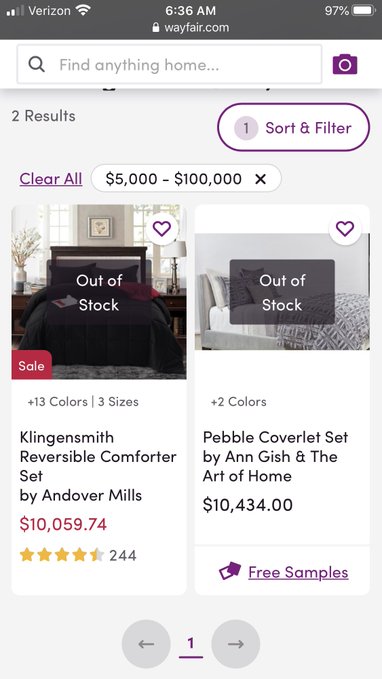 Verizon 6:36 AM 97%
wayfair.com
Find anything home...
2 Results
1 Sort & Filter
Clear All $5,000 - $100,000 ×
Out of
Stock
Sale
+13 Colors | 3 Sizes
Klingensmith
Reversible Comforter
Set
by Andover Mills
$10,059.74
244
Out of
Stock
+2 Colors
Pebble Coverlet Set
by Ann Gish & The
Art of Home
$10,434.00
Free Samples
← 1 →